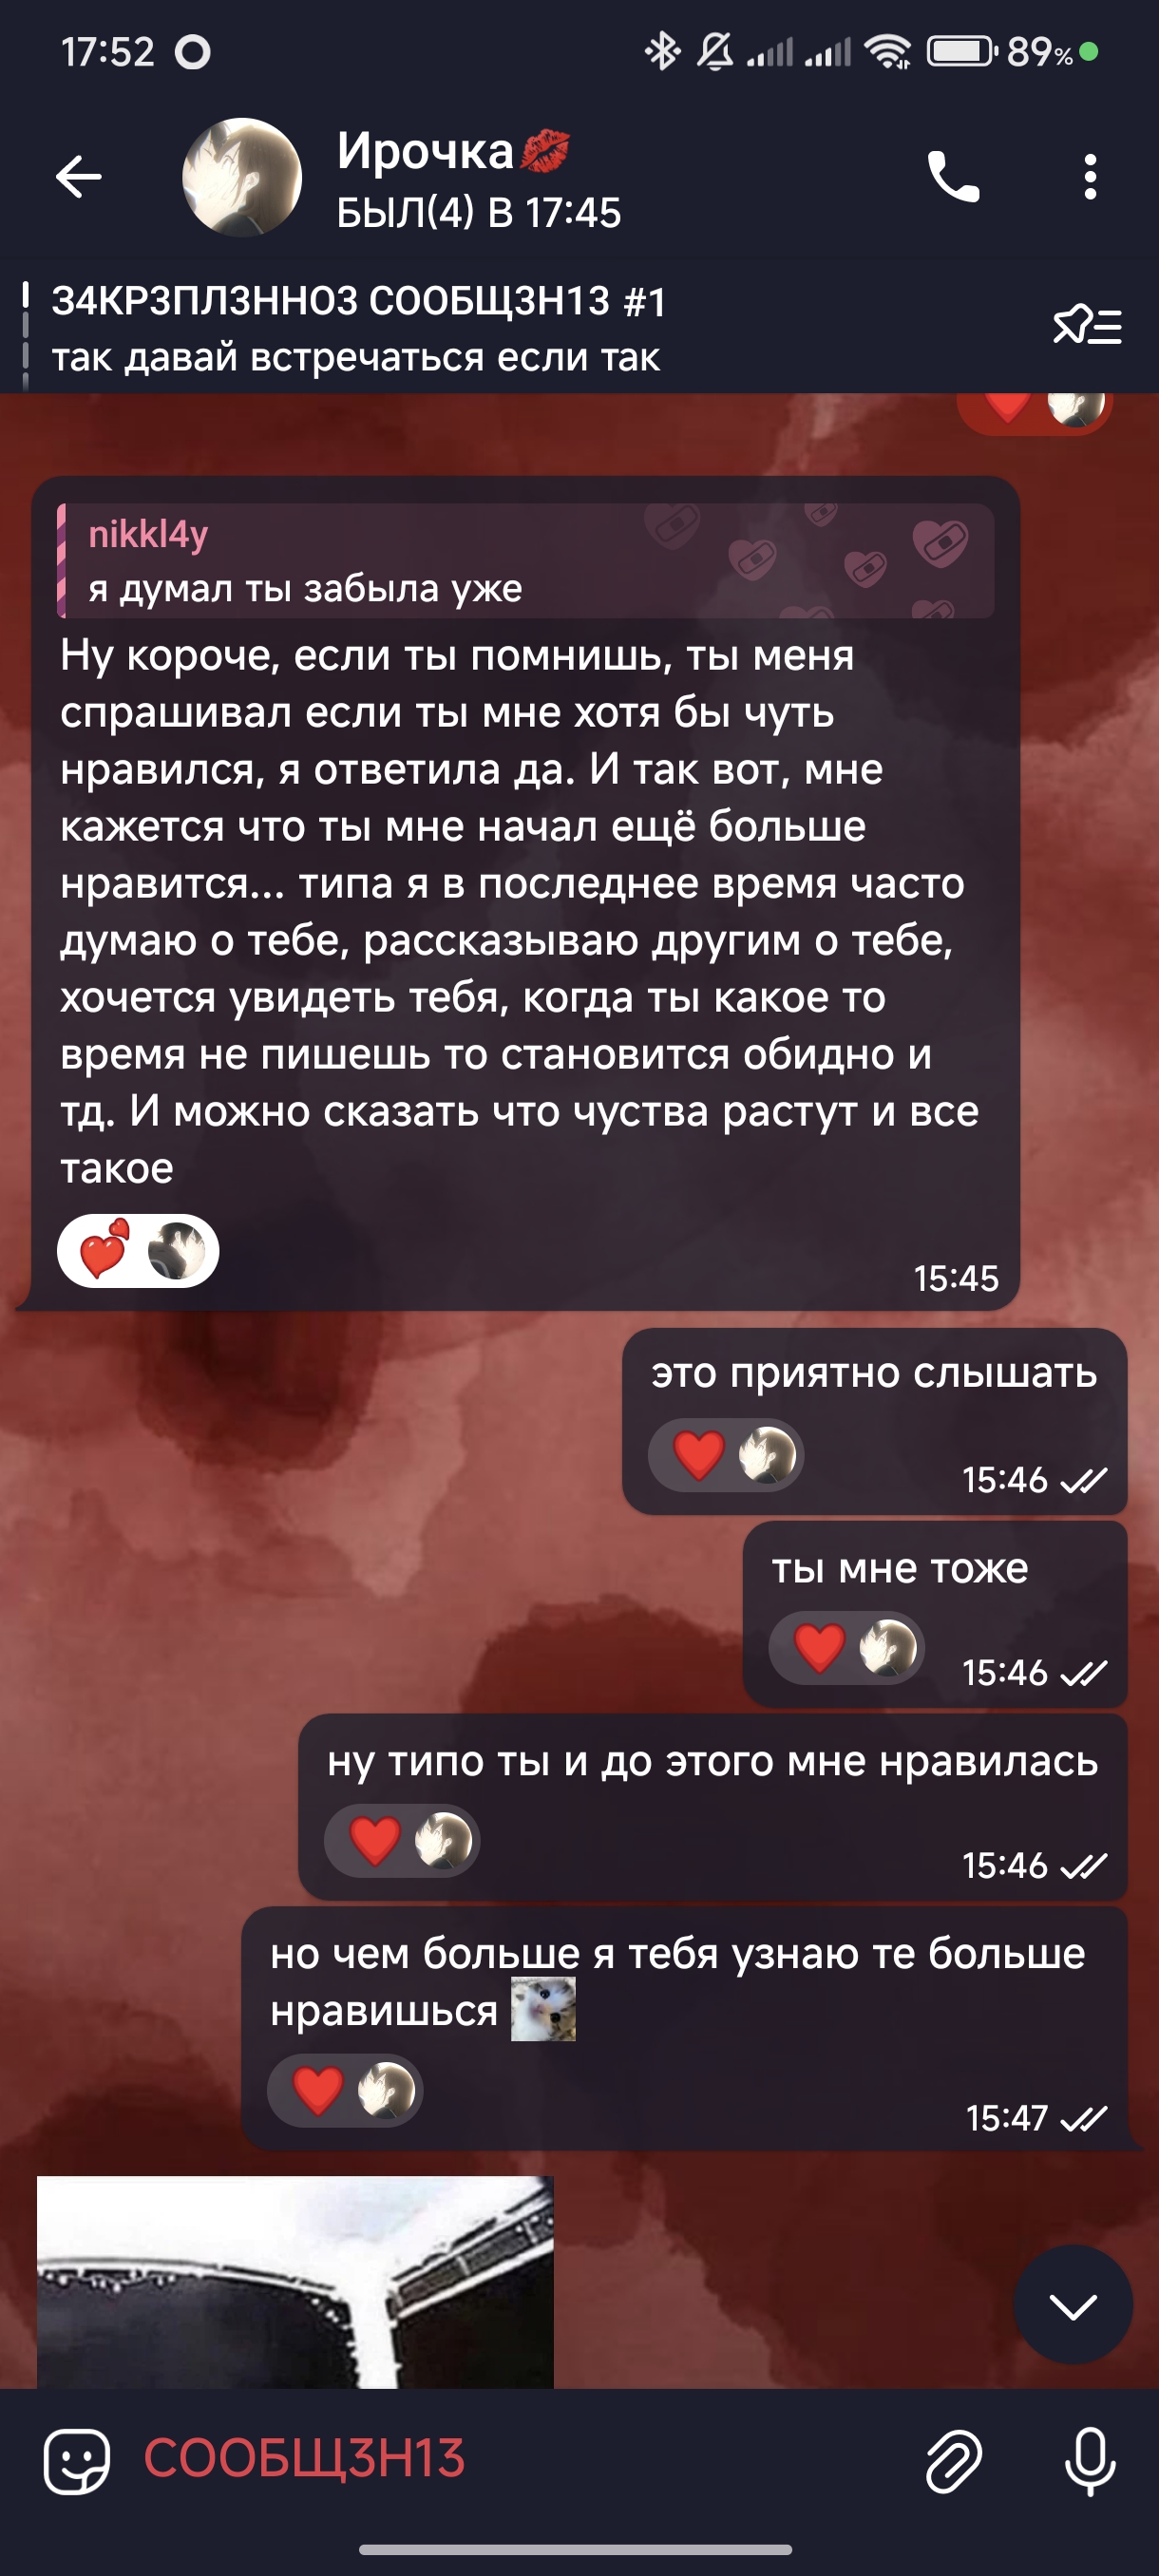 17:52
89%
Ирочка💋
БЫЛ(4) В 17:45
З4КРЗПЛЗННОЗ СООБЩЗН1З #1
так давай встречаться если так
nikkl4y
я думал ты забыла уже
Ну короче, если ты помнишь, ты меня
спрашивал если ты мне хотя бы чуть
нравился, я ответила да. И так вот, мне
кажется что ты мне начал ещё больше
нравится... типа я в последнее время часто
думаю о тебе, рассказываю другим о тебе,
хочется увидеть тебя, когда ты какое то
время не пишешь то становится обидно и
тд. И можно сказать что чуства растут и все
такое
15:45
это приятно слышать
15:46
ты мне тоже
15:46
ну типо ты и до этого мне нравилась
15:46
но чем больше я тебя узнаю те больше
нравишься
15:47
СООБЩЗН1З